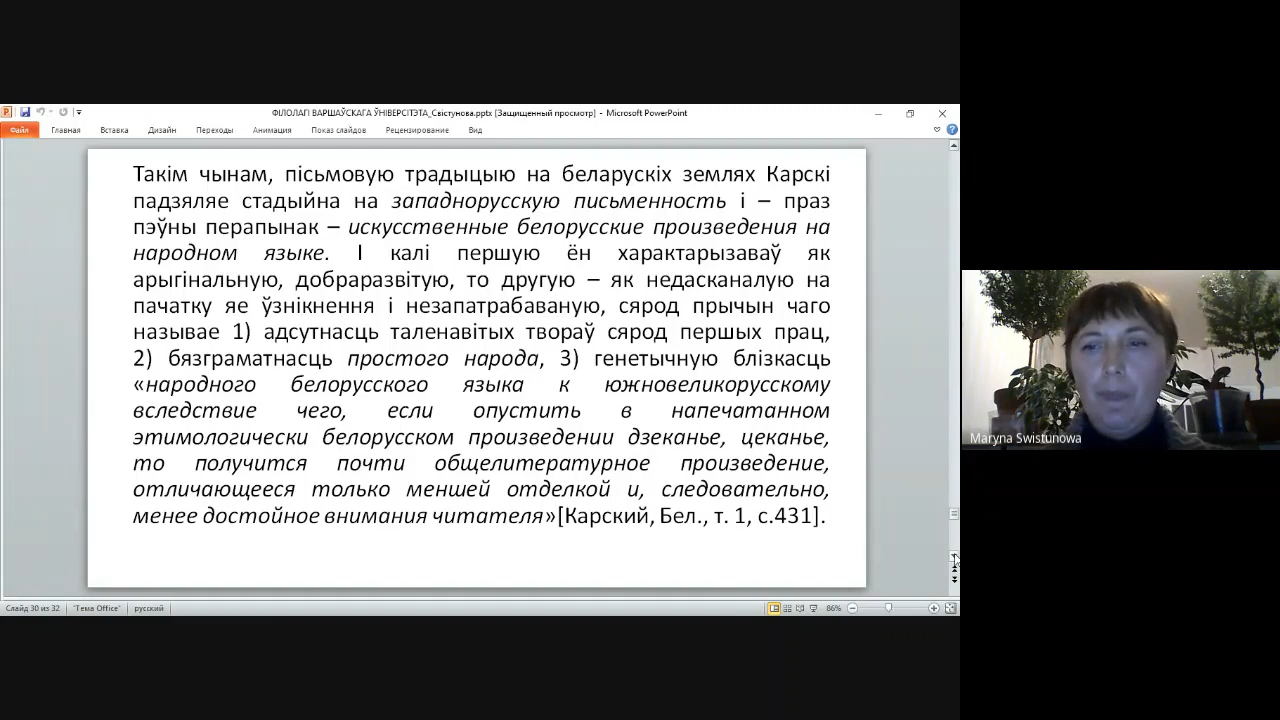 ФІЛОЛАГІ ВАРШАЎСКАГА ЎНІВЕРСІТЭТА_Свістунова.pptx [Защищенный просмотр] - Microsoft PowerPoint
Файл Главная Вставка Дизайн Переходы Анимация Показ слайдов Рецензирование Вид
Такім чынам, пісьмовую традыцыю на беларускіх землях Карскі
падзяляе стадыйна на западнорусскую письменность і – праз
пэўны перапынак – искусственные белорусские произведения на
народном языке. І калі першую ён характарызаваў як
арыгінальную, добраразвітую, то другую – як недасканалую на
пачатку яе ўзнікнення і незапатрабаваную, сярод прычын чаго
называе 1) адсутнасць таленавітых твораў сярод першых прац,
2) бязграматнасць простого народа, 3) генетычную блізкасць
«народного белорусского языка к южновеликорусскому
вследствие чего, если опустить в напечатанном
этимологически белорусском произведении дзеканье, цеканье,
то получится почти общелитературное произведение,
отличающееся только меншей отделкой и, следовательно,
менее достойное внимания читателя»[Карский, Бел., т. 1, с.431].
Maryna Swistunowa
Слайд 30 из 32 "Тема Office" русский 86%